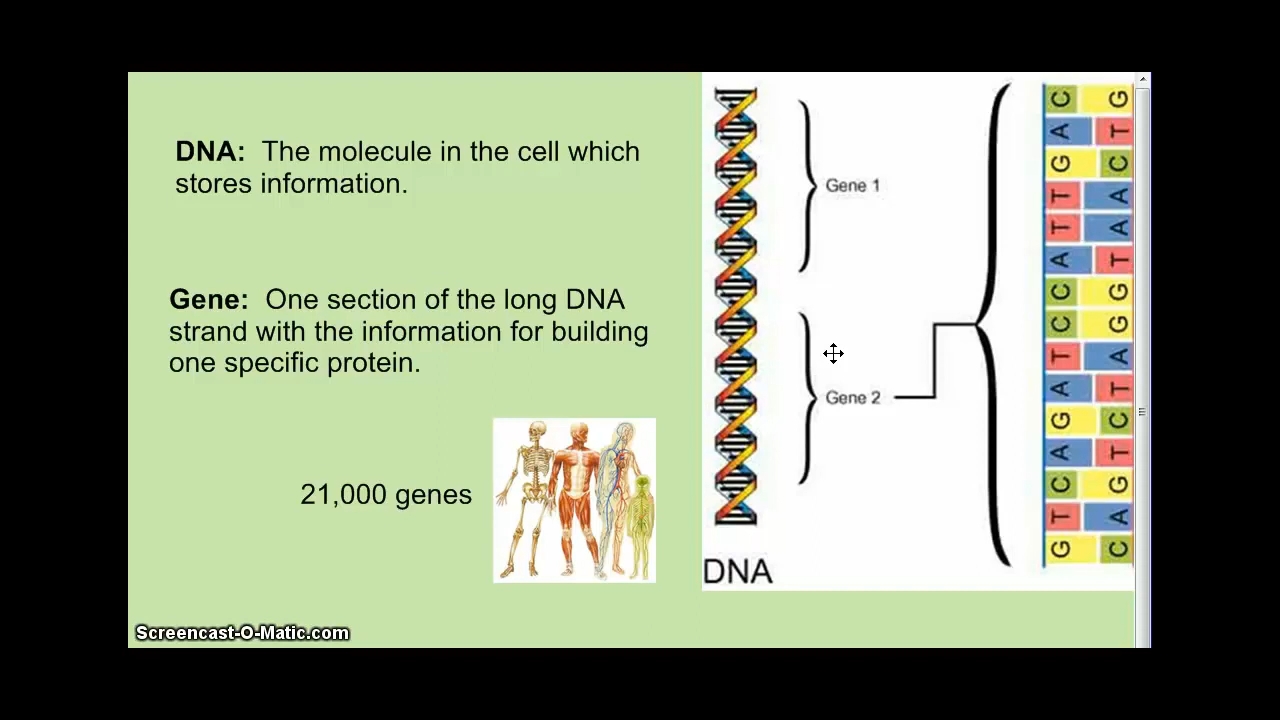 DNA: The molecule in the cell which
stores information.
Gene: One section of the long DNA
strand with the information for building
one specific protein.
21,000 genes
Gene 1
Gene 2
DNA
C G
A T
G C
T A
T A
A T
C G
C G
T A
A T
G C
A T
C G
T A
G C
Screencast-O-Matic.com